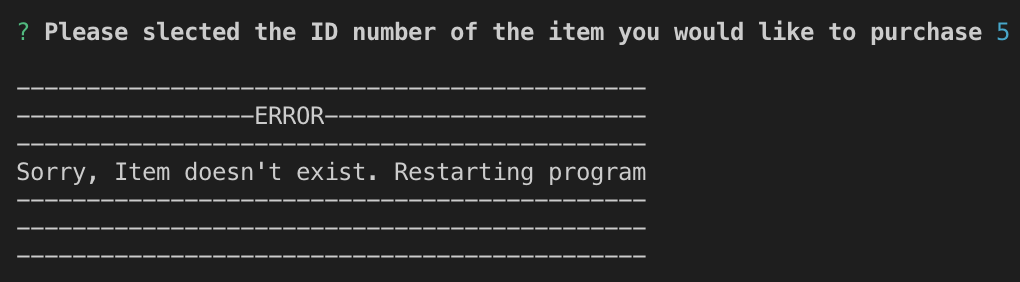 ? Please slected the ID number of the item you would like to purchase 5
---------------------------------------------
-----------------ERROR-----------------------
---------------------------------------------
Sorry, Item doesn't exist. Restarting program
---------------------------------------------
---------------------------------------------
---------------------------------------------